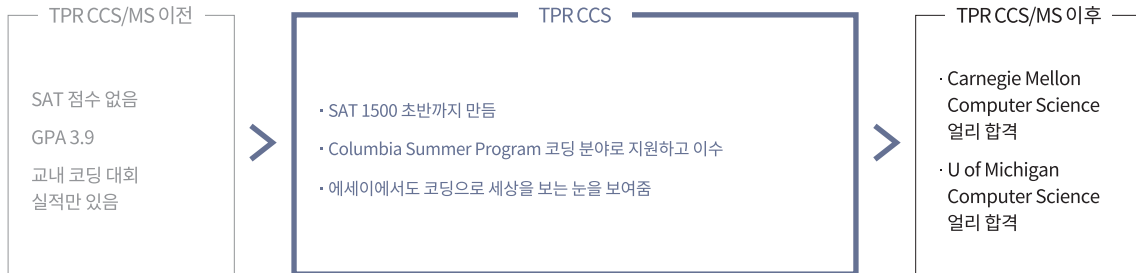 TPR CCS/MS 이전
SAT 점수 없음
GPA 3.9
교내 코딩 대회
실적만 있음
TPR CCS
· SAT 1500 초반까지 만듬
· Columbia Summer Program 코딩 분야로 지원하고 이수
· 에세이에서도 코딩으로 세상을 보는 눈을 보여줌
TPR CCS/MS 이후
· Carnegie Mellon
Computer Science
얼리 합격
· U of Michigan
Computer Science
얼리 합격